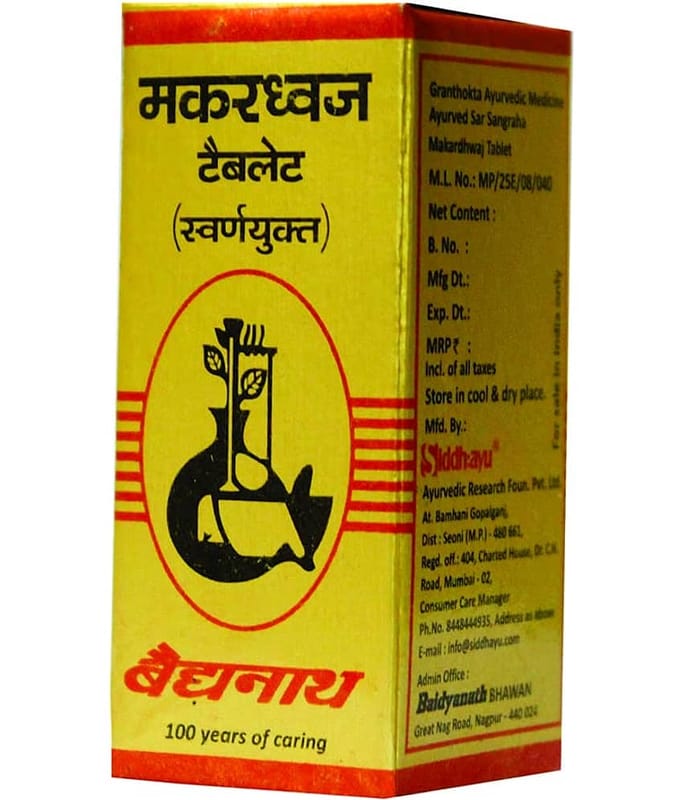 मकरध्वज
टैबलेट
(स्वर्णयुक्त)
बैद्यनाथ
100 years of caring
Granthokta Ayurvedic Medicine
Ayurved Sar Sangraha
Makardhwaj Tablet
M.L. No.: MP/25E/08/040
Net Content :
B. No. :
Mfg Dt.:
Exp. Dt.:
MRP₹ :
Incl. of all taxes
Store in cool & dry place.
Mfd. By.:
Siddhayu®
Ayurvedic Research Foun. Pvt. Ltd.
At. Bamhani Gopalganj,
Dist : Seoni (M.P.) - 480 661,
Regd. off.: 404, Charted House, Dr. C.H.
Road, Mumbai - 02,
Consumer Care Manager
Ph.No. 8448444935, Address as above
E-mail : info@siddhayu.com
Admin Office :
Baidyanath BHAWAN
Great Nag Road, Nagpur - 440 024
For sale in India only